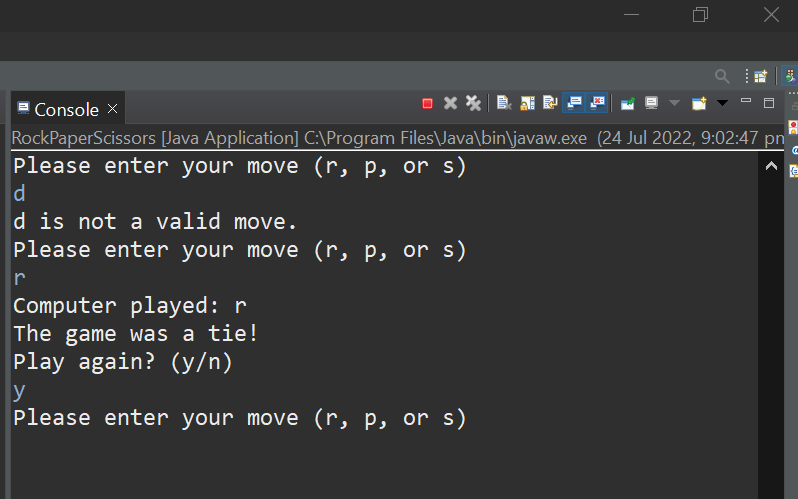 Console
RockPaperScissors [Java Application] C:\Program Files\Java\bin\javaw.exe (24 Jul 2022, 9:02:47 pm
Please enter your move (r, p, or s)
d
d is not a valid move.
Please enter your move (r, p, or s)
r
Computer played: r
The game was a tie!
Play again? (y/n)
y
Please enter your move (r, p, or s)